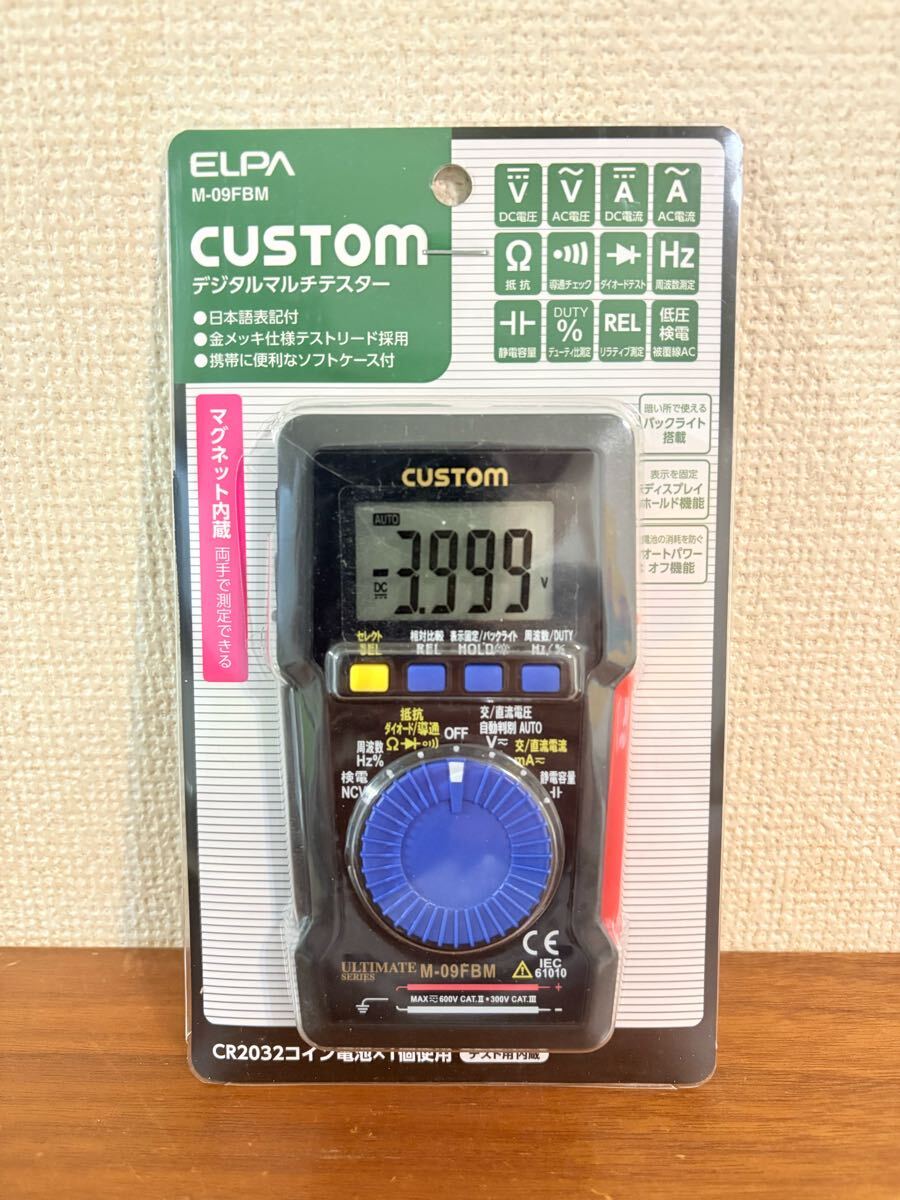 ELPA
M-09FBM
CUSTOM
デジタルマルチテスター
●日本語表記付
●金メッキ仕様テストリード採用
●携帯に便利なソフトケース付
V
DC電圧
V
AC電圧
A
DC電流
A
AC電流
Ω
抵抗
導通チェック
ダイオードテスト
Hz
周波数測定
静電容量
DUTY
%
デューティ比測定
REL
リラティブ測定
低圧
検電
被覆線AC
マグネット内蔵
両手で測定できる
暗い所で使える
バックライト
搭載
表示を固定
ディスプレイ
ホールド機能
電池の消耗を防ぐ
オートパワー
オフ機能
CUSTOM
AUTO
-3.999
DC
V
セレクト
SEL
相対比較
REL
表示固定/バックライト
HOLD/
周波数/DUTY
Hz/%
抵抗
ダイオード/導通
Ω
OFF
交/直流電圧
自動判別 AUTO
V
交/直流電流
mA
周波数
Hz%
検電
NCV
静電容量
CE
IEC
61010
ULTIMATE
SERIES
M-09FBM
+
MAX 600V CAT.Ⅱ•300V CAT.Ⅲ
−
CR2032コイン電池×1個使用
テスト用内蔵